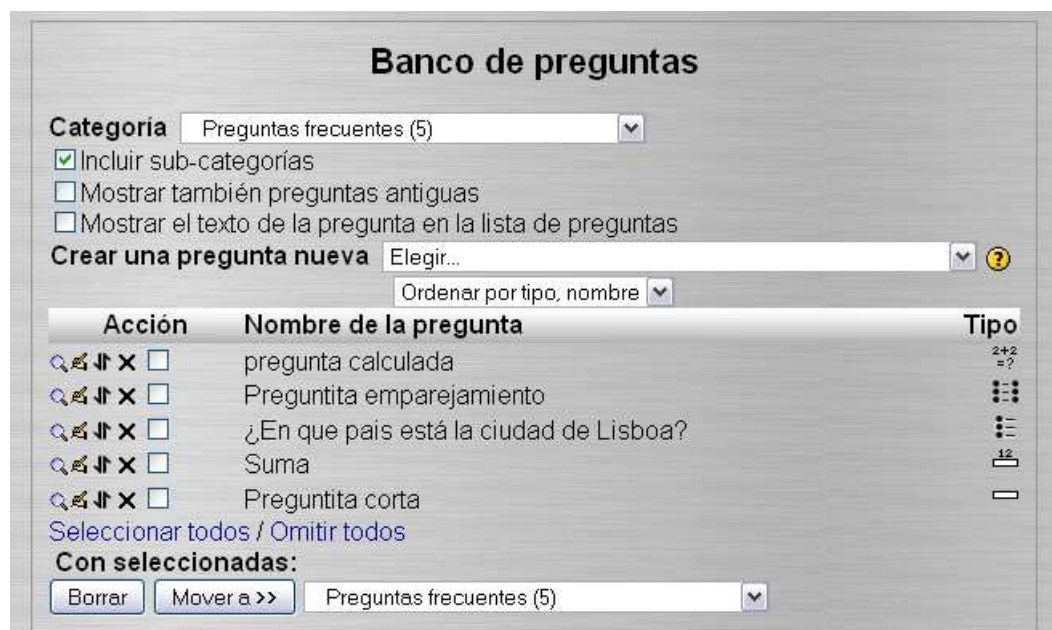 Banco de preguntas
Categoría Preguntas frecuentes (5)
Incluir sub-categorías
Mostrar también preguntas antiguas
Mostrar el texto de la pregunta en la lista de preguntas
Crear una pregunta nueva Elegir... ?
Ordenar por tipo, nombre
Acción Nombre de la pregunta Tipo
pregunta calculada 2+2 =?
Preguntita emparejamiento
¿En que pais está la ciudad de Lisboa?
Suma 12
Preguntita corta
Seleccionar todos / Omitir todos
Con seleccionadas:
Borrar Mover a >> Preguntas frecuentes (5)